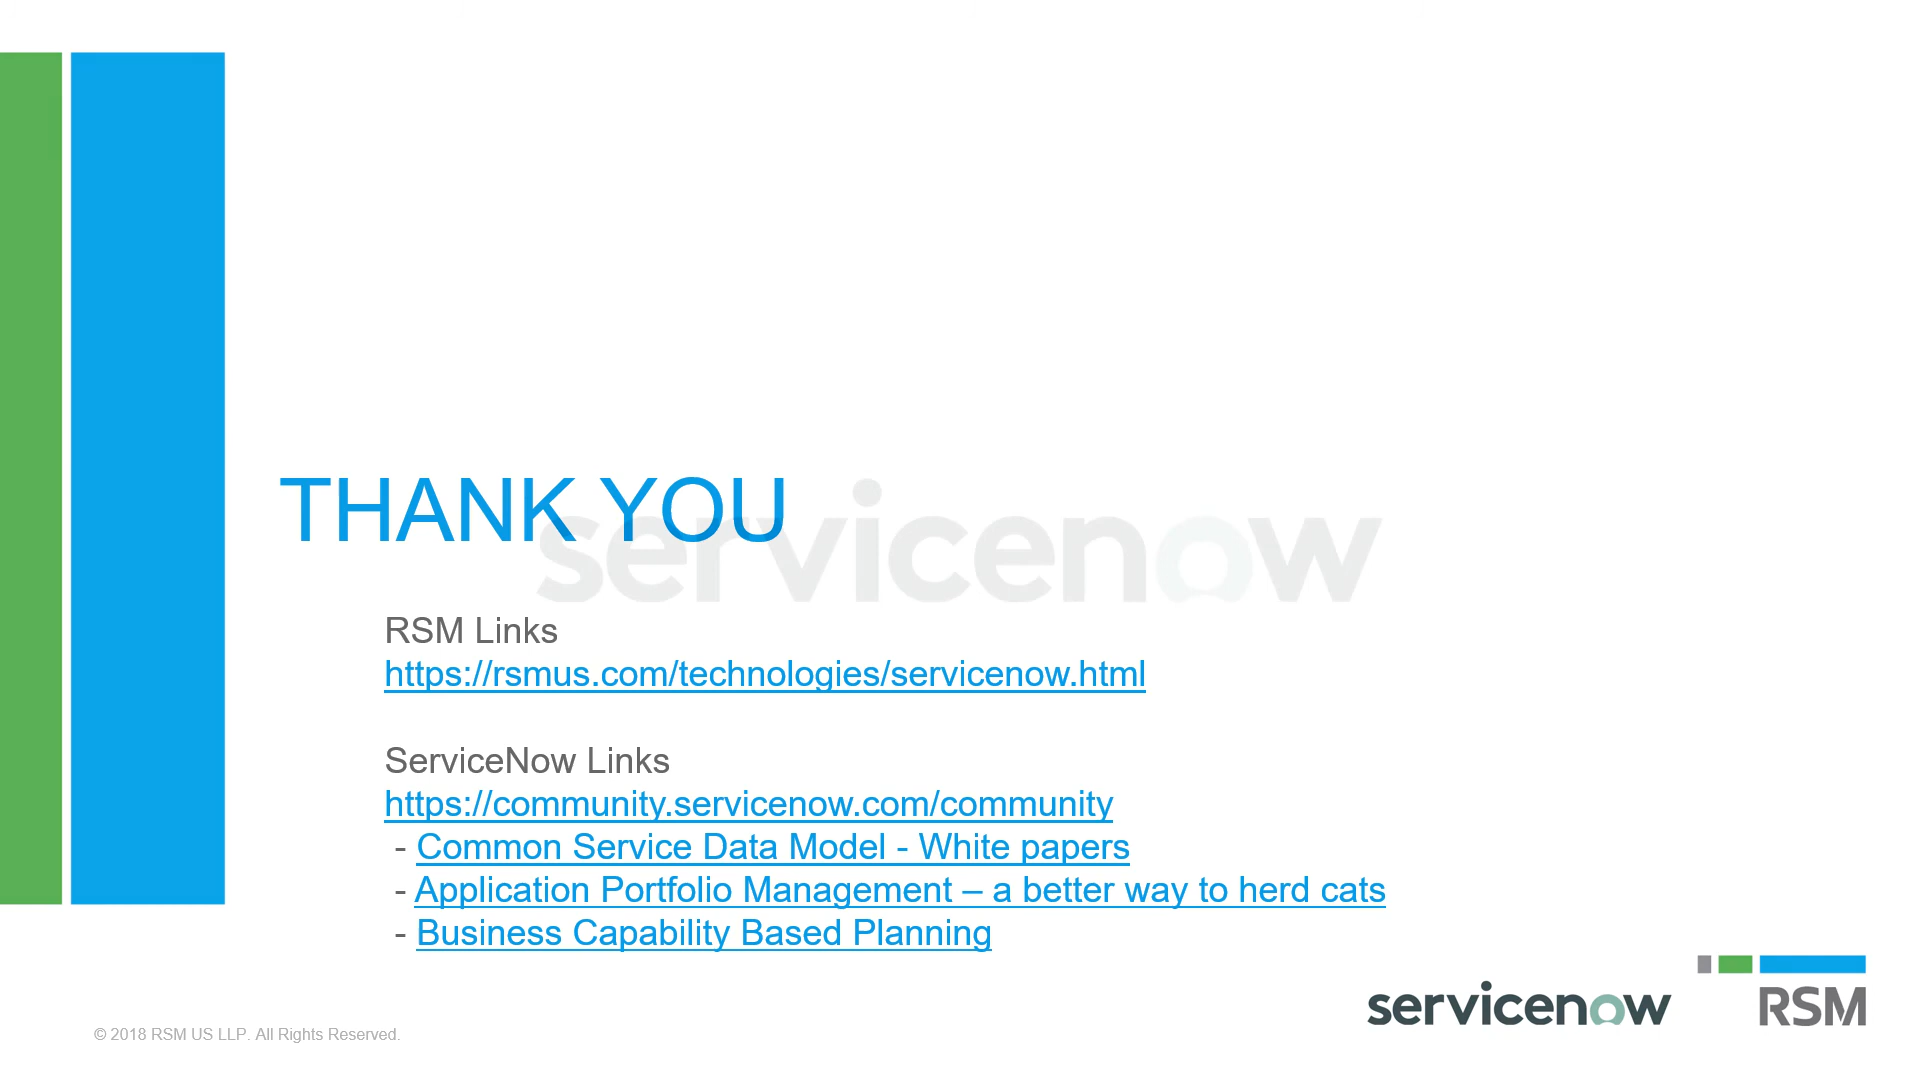 THANK YOU
servicenow
RSM Links
https://rsmus.com/technologies/servicenow.html
ServiceNow Links
https://community.servicenow.com/community
- Common Service Data Model - White papers
- Application Portfolio Management – a better way to herd cats
- Business Capability Based Planning
servicenow
RSM
© 2018 RSM US LLP. All Rights Reserved.